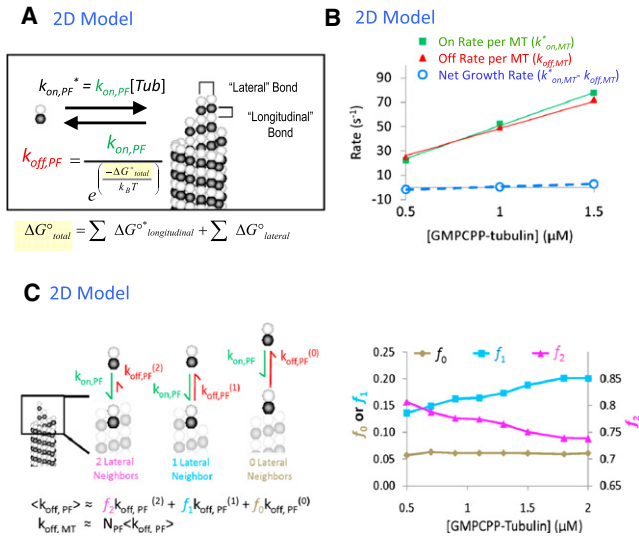 A 2D Model
k_on,PF* = k_on,PF[Tub]
"Lateral" Bond
"Longitudinal" Bond
k_off,PF = k_on,PF / e^(-ΔG°total / k_B T)
ΔG°total = ∑ ΔG°*longitudinal + ∑ ΔG°lateral
B 2D Model
On Rate per MT (k*on,MT)
Off Rate per MT (koff,MT)
Net Growth Rate (k*on,MT- koff,MT)
Rate (s-1)
90
70
50
30
10
-10
0.5 1 1.5
[GMPCPP-tubulin] (μM)
C 2D Model
kon,PF koff,PF(2)
kon,PF koff,PF(1)
kon,PF koff,PF(0)
2 Lateral Neighbors
1 Lateral Neighbor
0 Lateral Neighbors
<koff, PF> ≈ f2koff, PF(2) + f1koff, PF(1) + f0koff, PF(0)
koff, MT ≈ NPF<koff, PF>
f0 f1 f2
f0 or f1
0.25
0.20
0.15
0.10
0.05
0.00
0.85
0.8
0.75
0.7
0.65
f2
0.5 1 1.5 2
[GMPCPP-Tubulin] (μM)